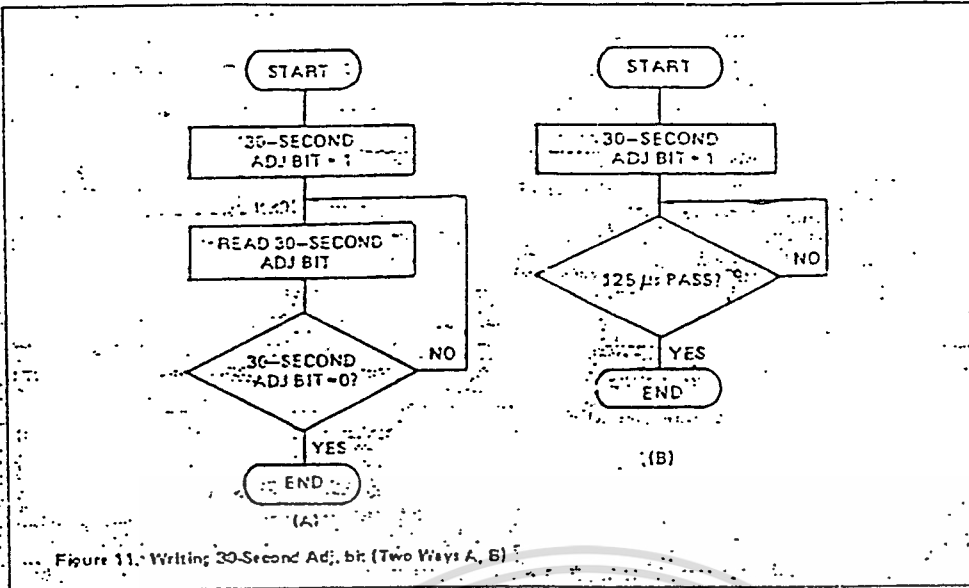 START
30-SECOND
ADJ BIT = 1
READ 30-SECOND
ADJ BIT
30-SECOND
ADJ BIT = 0?
NO
YES
END
(A)
START
30-SECOND
ADJ BIT = 1
125 μs PASS?
NO
YES
END
(B)
Figure 11. Writing 30-Second Adj. bit (Two Ways A, B)